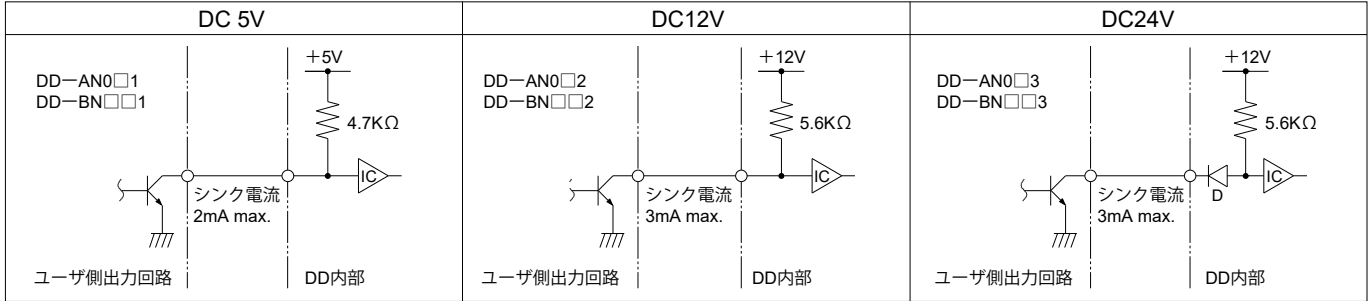 DC 5V
DD－AN0□1
DD－BN□□1
＋5V
4.7KΩ
IC
シンク電流
2mA max.
ユーザ側出力回路
DD内部
DC12V
DD－AN0□2
DD－BN□□2
＋12V
5.6KΩ
IC
シンク電流
3mA max.
ユーザ側出力回路
DD内部
DC24V
DD－AN0□3
DD－BN□□3
＋12V
5.6KΩ
IC
D
シンク電流
3mA max.
ユーザ側出力回路
DD内部